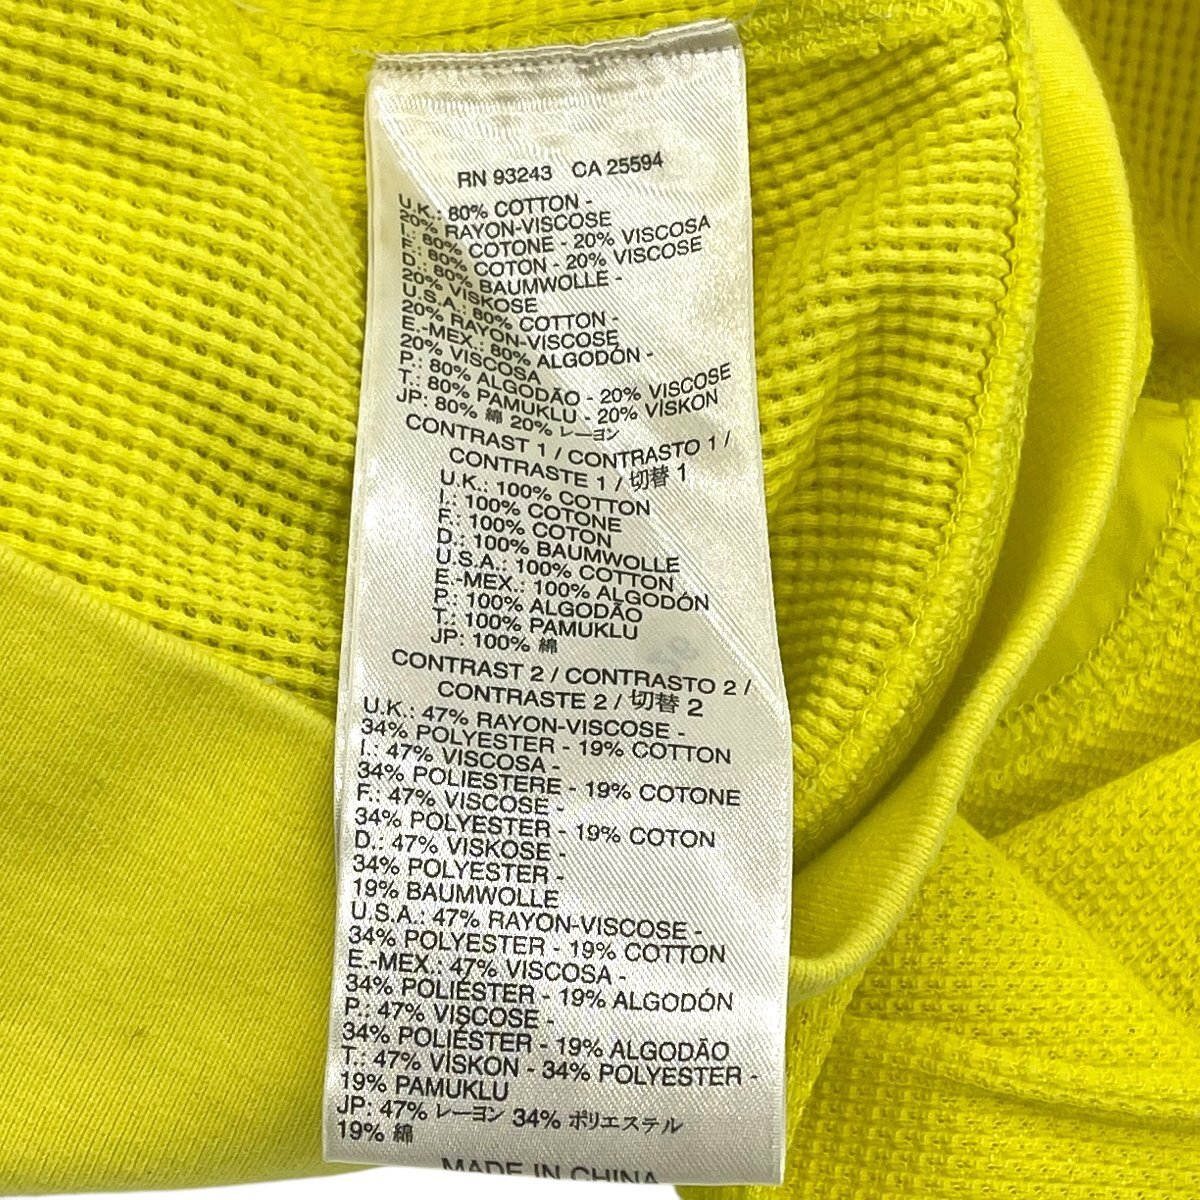 RN 93243 CA 25594
U.K.: 80% COTTON -
20% RAYON-VISCOSE
I.: 80% COTONE - 20% VISCOSA
F.: 80% COTON - 20% VISCOSE
D.: 80% BAUMWOLLE -
20% VISKOSE
U.S.A.: 80% COTTON -
20% RAYON-VISCOSE
E.-MEX.: 80% ALGODÓN -
20% VISCOSA
P.: 80% ALGODÃO - 20% VISCOSE
T.: 80% PAMUKLU - 20% VISKON
JP: 80% 綿 20% レーヨン
CONTRAST 1 / CONTRASTO 1 /
CONTRASTE 1 / 切替 1
U.K.: 100% COTTON
I.: 100% COTONE
F.: 100% COTON
D.: 100% BAUMWOLLE
U.S.A.: 100% COTTON
E.-MEX.: 100% ALGODÓN
P.: 100% ALGODÃO
T.: 100% PAMUKLU
JP: 100% 綿
CONTRAST 2 / CONTRASTO 2 /
CONTRASTE 2 / 切替 2
U.K.: 47% RAYON-VISCOSE -
34% POLYESTER - 19% COTTON
I.: 47% VISCOSA -
34% POLIESTERE - 19% COTONE
F.: 47% VISCOSE -
34% POLYESTER - 19% COTON
D.: 47% VISKOSE -
34% POLYESTER -
19% BAUMWOLLE
U.S.A.: 47% RAYON-VISCOSE -
34% POLYESTER - 19% COTTON
E.-MEX.: 47% VISCOSA -
34% POLIÉSTER - 19% ALGODÓN
P.: 47% VISCOSE -
34% POLIÉSTER - 19% ALGODÃO
T.: 47% VİSKON - 34% POLYESTER -
19% PAMUKLU
JP: 47% レーヨン 34% ポリエステル
19% 綿
MADE IN CHINA